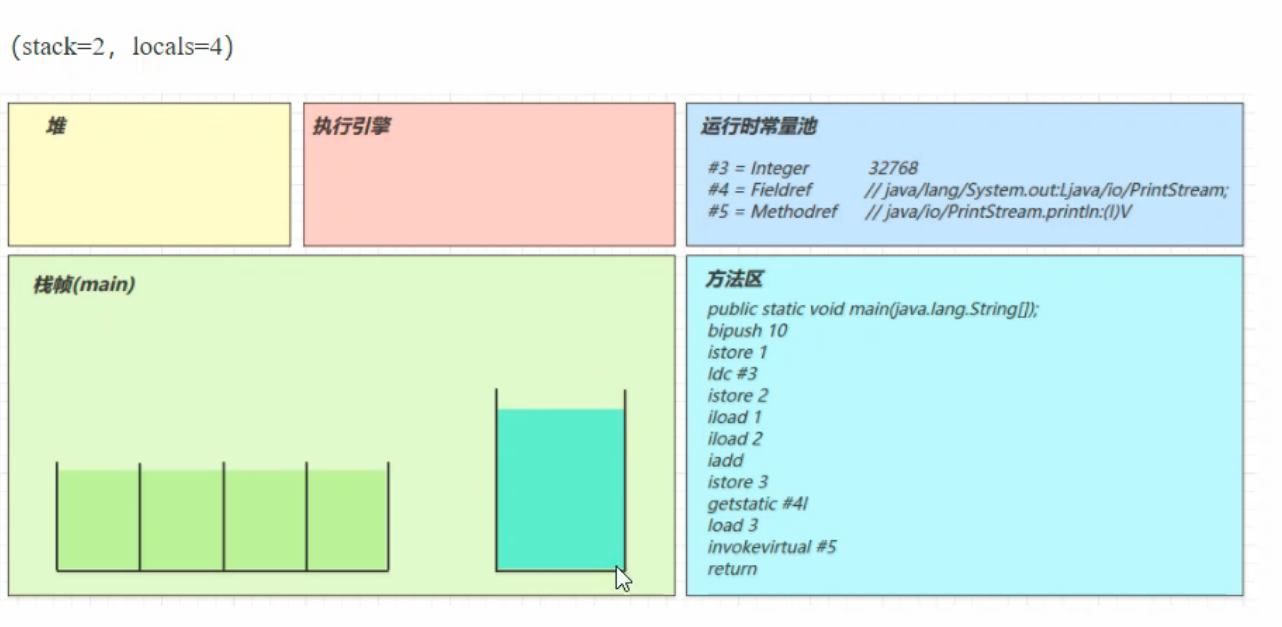 (stack=2，locals=4)
堆
执行引擎
运行时常量池
#3 = Integer 32768
#4 = Fieldref // java/lang/System.out:Ljava/io/PrintStream;
#5 = Methodref // java/io/PrintStream.println:(I)V
栈帧(main)
方法区
public static void main(java.lang.String[]);
bipush 10
istore 1
ldc #3
istore 2
iload 1
iload 2
iadd
istore 3
getstatic #4I
load 3
invokevirtual #5
return